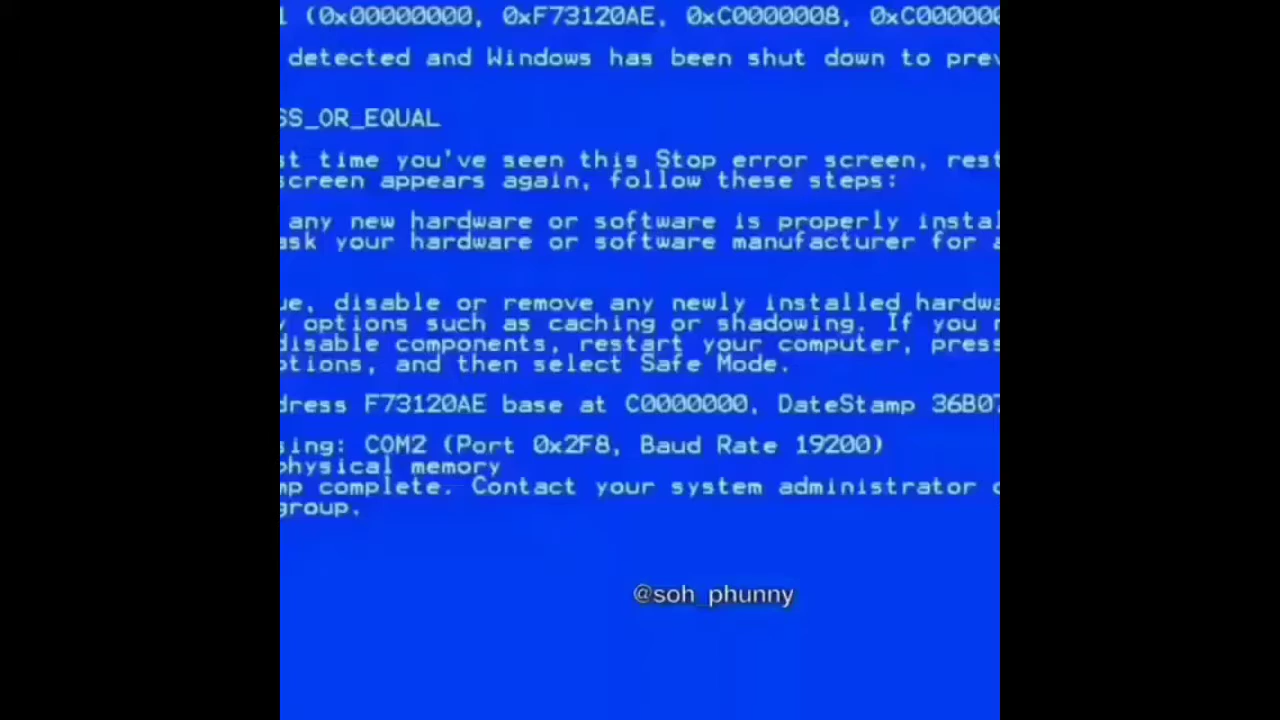 (0x00000000, 0xF73120AE, 0xC0000008, 0xC000000
detected and Windows has been shut down to prev
SS_OR_EQUAL
st time you've seen this Stop error screen, rest
screen appears again, follow these steps:
any new hardware or software is properly instal
ask your hardware or software manufacturer for a
ue, disable or remove any newly installed hardwa
y options such as caching or shadowing. If you
disable components, restart your computer, press
ptions, and then select Safe Mode.
dress F73120AE base at C0000000, DateStamp 36B07
sing: COM2 (Port 0x2F8, Baud Rate 19200)
physical memory
mp complete. Contact your system administrator
group.
@soh_phunny